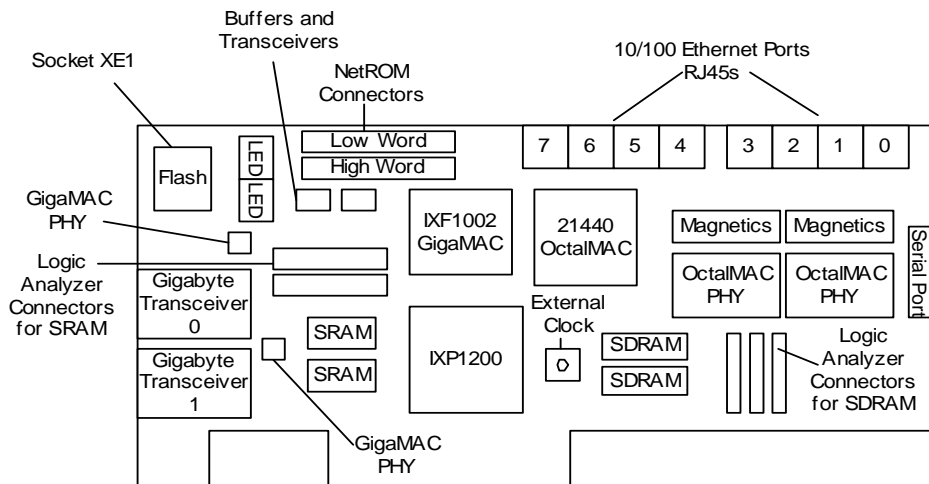 Buffers and
Transceivers
10/100 Ethernet Ports
RJ45s
Socket XE1
NetROM
Connectors
Low Word
High Word
7 6 5 4 3 2 1 0
LED
LED
Flash
GigaMAC
PHY
IXF1002
GigaMAC
21440
OctalMAC
Magnetics
Magnetics
Serial Port
Logic
Analyzer
Connectors
for SRAM
Gigabyte
Transceiver
0
OctalMAC
PHY
OctalMAC
PHY
External
Clock
SRAM
SRAM
IXP1200
SDRAM
SDRAM
Logic
Analyzer
Connectors
for SDRAM
Gigabyte
Transceiver
1
GigaMAC
PHY